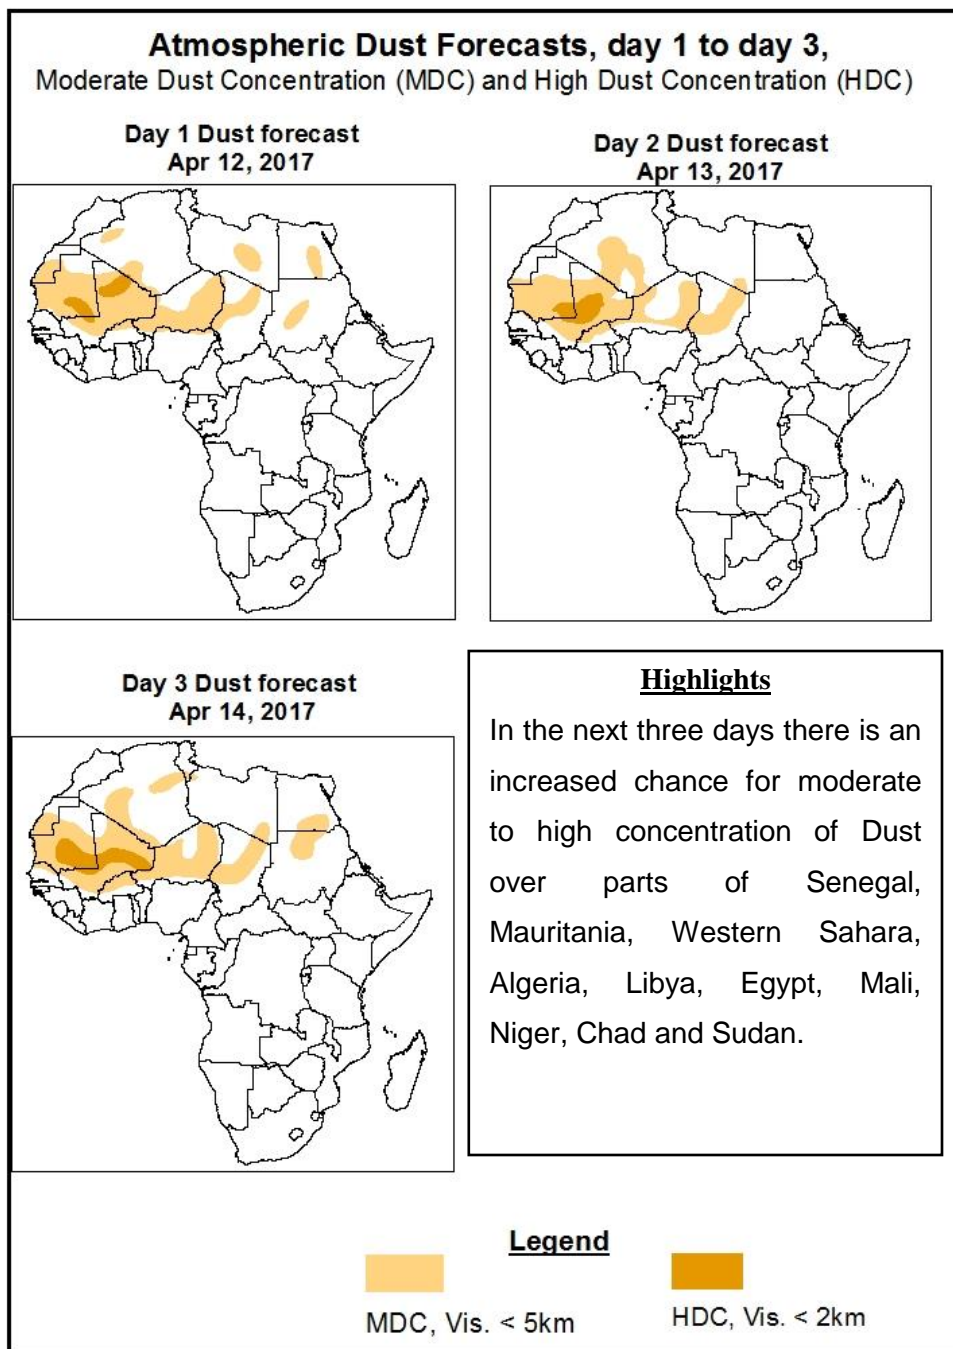 Atmospheric Dust Forecasts, day 1 to day 3,
Moderate Dust Concentration (MDC) and High Dust Concentration (HDC)
Day 1 Dust forecast
Apr 12, 2017
Day 2 Dust forecast
Apr 13, 2017
Day 3 Dust forecast
Apr 14, 2017
Highlights
In the next three days there is an
increased chance for moderate
to high concentration of Dust
over parts of Senegal,
Mauritania, Western Sahara,
Algeria, Libya, Egypt, Mali,
Niger, Chad and Sudan.
Legend
MDC, Vis. < 5km
HDC, Vis. < 2km